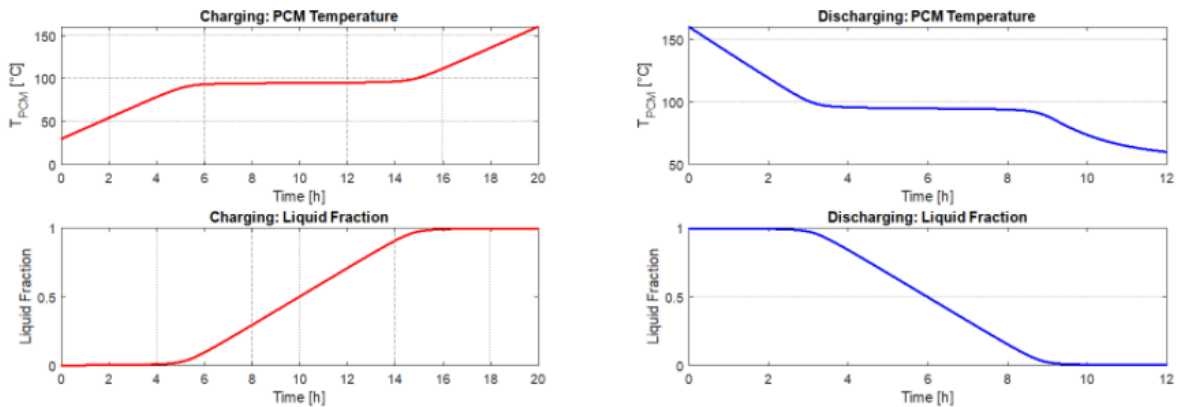 Charging: PCM Temperature
150
100
50
0
T_PCM [°C]
0 2 4 6 8 10 12 14 16 18 20
Time [h]
Discharging: PCM Temperature
150
100
50
T_PCM [°C]
0 2 4 6 8 10 12
Time [h]
Charging: Liquid Fraction
1
0.5
0
Liquid Fraction
0 2 4 6 8 10 12 14 16 18 20
Time [h]
Discharging: Liquid Fraction
1
0.5
0
Liquid Fraction
0 2 4 6 8 10 12
Time [h]